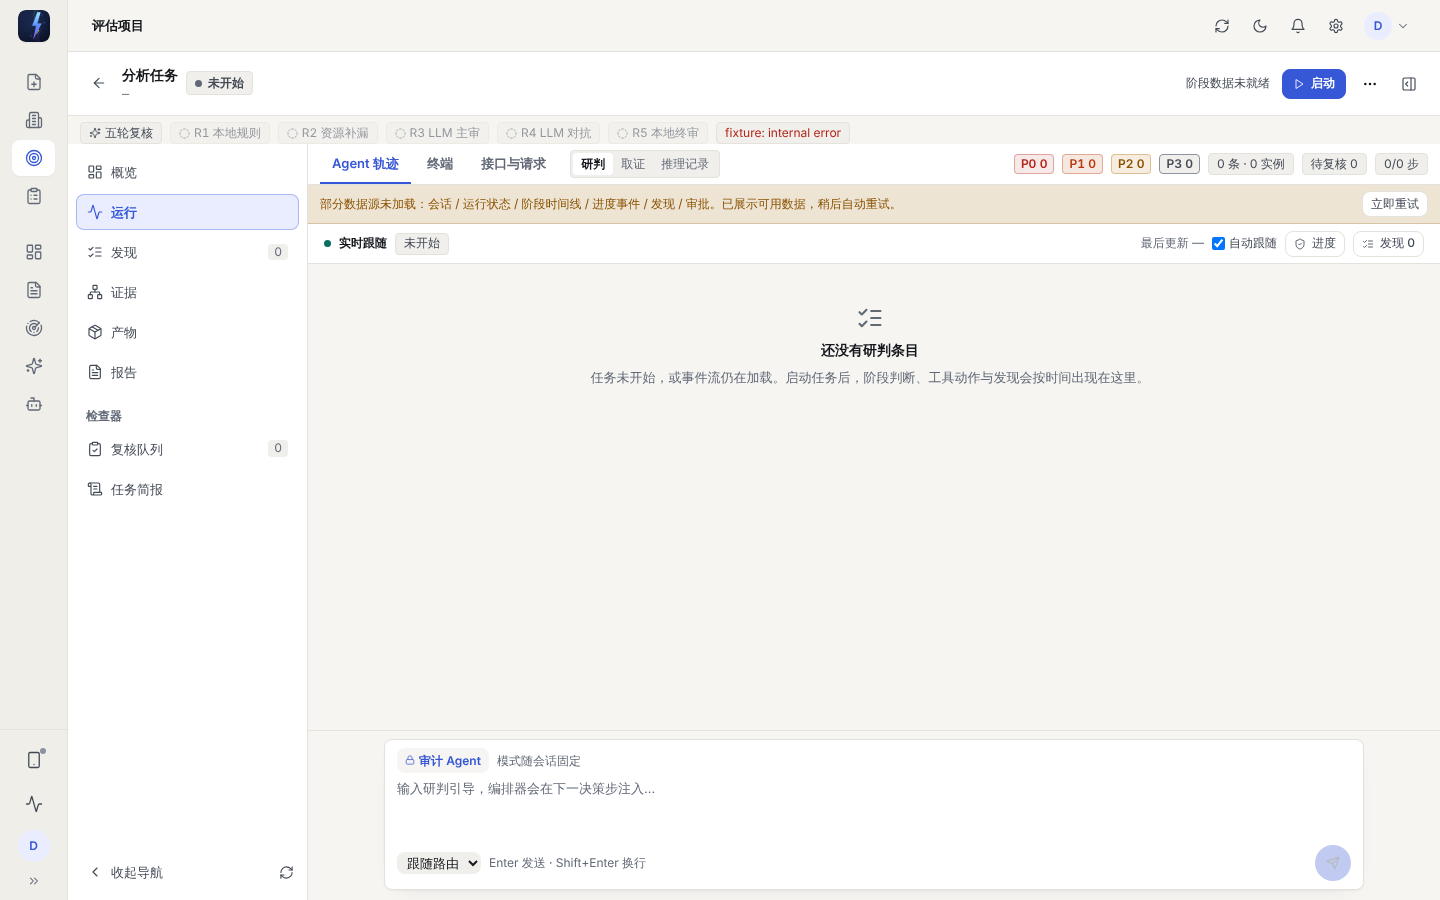 评估项目
D
分析任务
—
未开始
阶段数据未就绪
启动
五轮复核
R1 本地规则
R2 资源补漏
R3 LLM 主审
R4 LLM 对抗
R5 本地终审
fixture: internal error
概览
运行
发现
0
证据
产物
报告
检查器
复核队列
0
任务简报
收起导航
D
Agent 轨迹
终端
接口与请求
研判
取证
推理记录
P0 0
P1 0
P2 0
P3 0
0 条 · 0 实例
待复核 0
0/0 步
部分数据源未加载：会话 / 运行状态 / 阶段时间线 / 进度事件 / 发现 / 审批。已展示可用数据，稍后自动重试。
立即重试
实时跟随
未开始
最后更新 —
自动跟随
进度
发现 0
还没有研判条目
任务未开始，或事件流仍在加载。启动任务后，阶段判断、工具动作与发现会按时间出现在这里。
审计 Agent
模式随会话固定
输入研判引导，编排器会在下一决策步注入...
跟随路由
Enter 发送 · Shift+Enter 换行